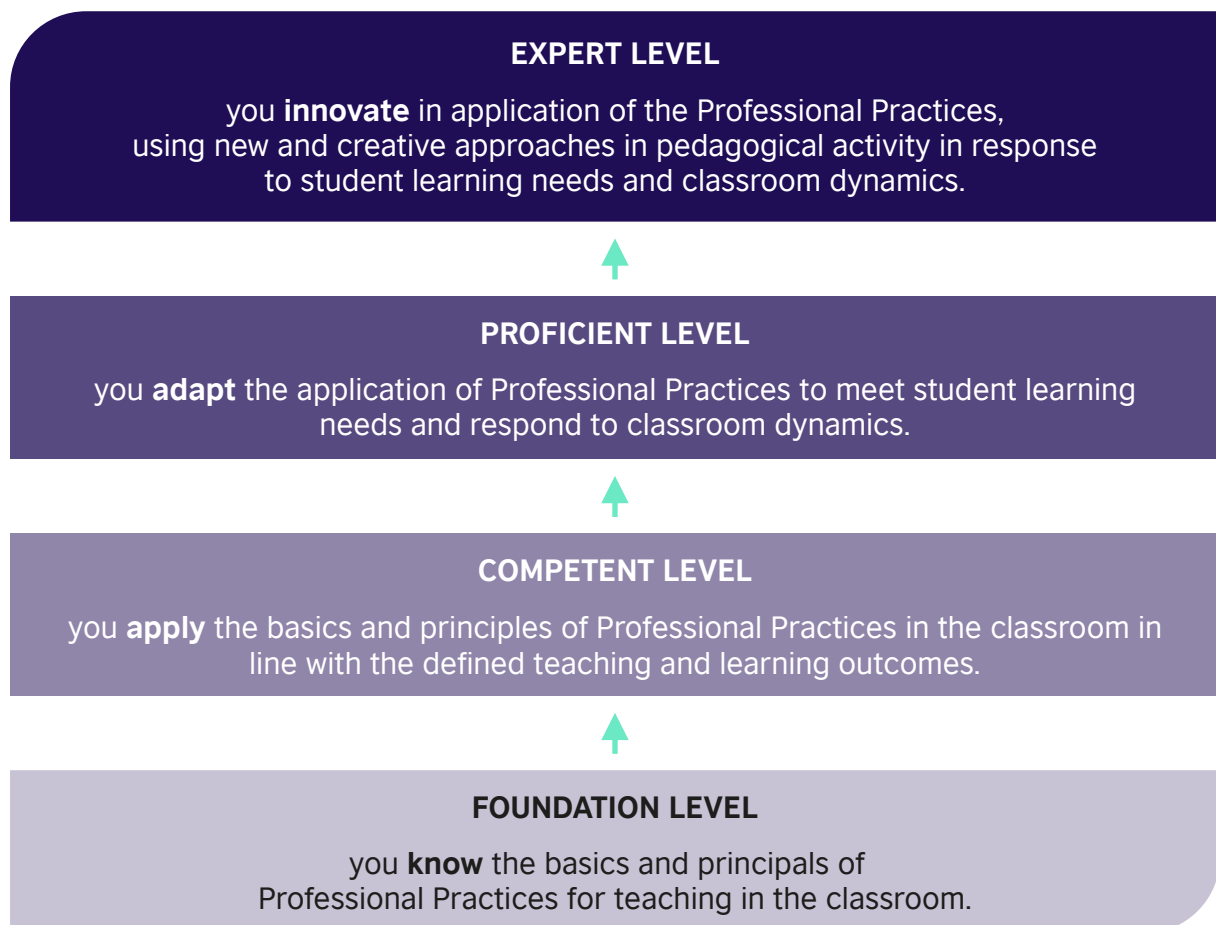 EXPERT LEVEL
you innovate in application of the Professional Practices,
using new and creative approaches in pedagogical activity in response
to student learning needs and classroom dynamics.
PROFICIENT LEVEL
you adapt the application of Professional Practices to meet student learning
needs and respond to classroom dynamics.
COMPETENT LEVEL
you apply the basics and principles of Professional Practices in the classroom in
line with the defined teaching and learning outcomes.
FOUNDATION LEVEL
you know the basics and principals of
Professional Practices for teaching in the classroom.